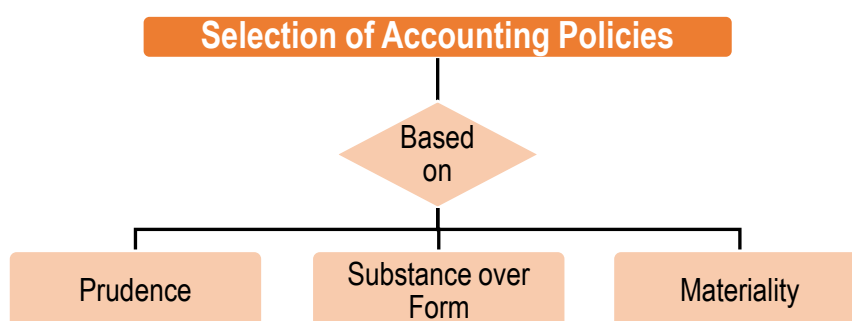 Selection of Accounting Policies
Based
on
Prudence
Substance over
Form
Materiality